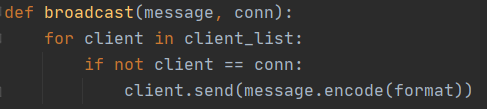 def broadcast(message, conn):
    for client in client_list:
        if not client == conn:
            client.send(message.encode(format))